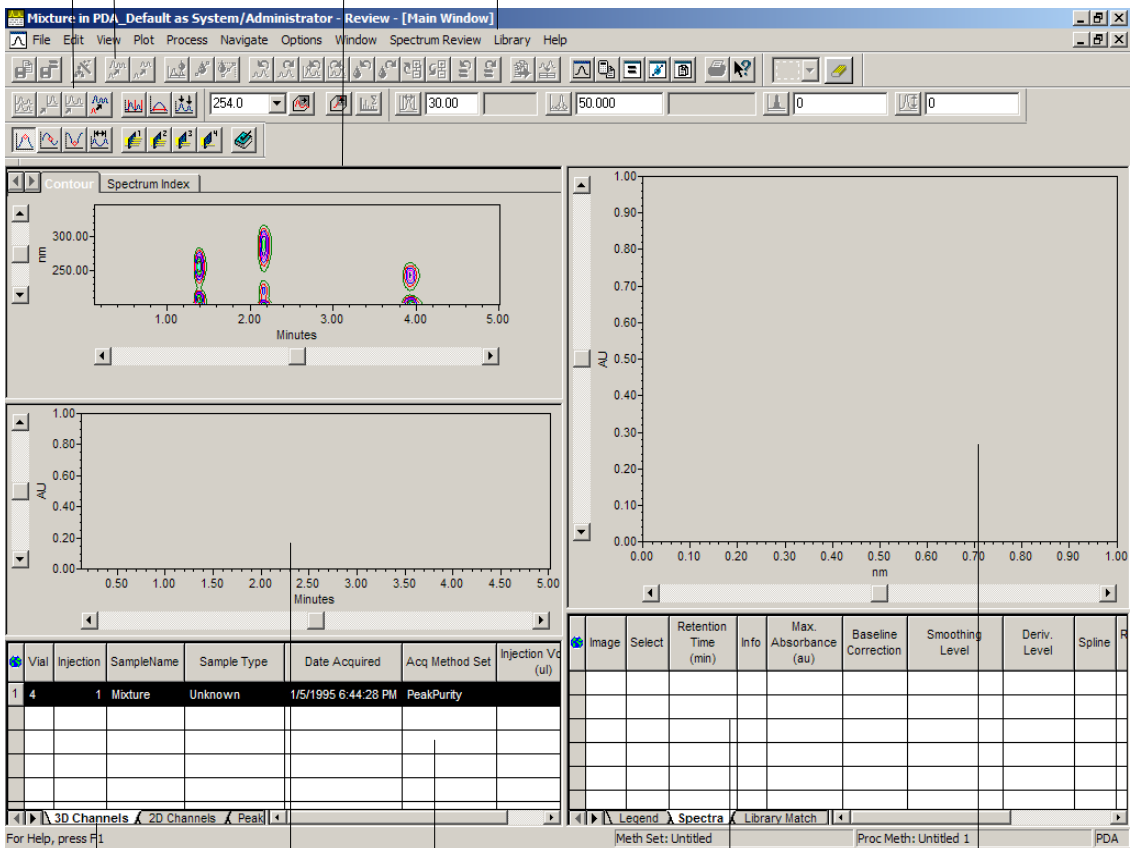 Mixture in PDA_Default as System/Administrator - Review - [Main Window]
File Edit View Plot Process Navigate Options Window Spectrum Review Library Help
254.0 30.00 50.000 0 0
1 2 3 4
Contour Spectrum Index
300.00
250.00
nm
1.00 2.00 3.00 4.00 5.00
Minutes
1.00
0.80
0.60
0.40
0.20
0.00
AU
0.50 1.00 1.50 2.00 2.50 3.00 3.50 4.00 4.50 5.00
Minutes
Vial Injection SampleName Sample Type Date Acquired Acq Method Set Injection Vo
(ul)
1 4 1 Mixture Unknown 1/5/1995 6:44:28 PM PeakPurity
3D Channels 2D Channels Peak
1.00
0.90
0.80
0.70
0.60
0.50
0.40
0.30
0.20
0.10
0.00
AU
0.00 0.10 0.20 0.30 0.40 0.50 0.60 0.70 0.80 0.90 1.00
nm
Image Select Retention Time (min) Info Max. Absorbance (au) Baseline Correction Smoothing Level Deriv. Level Spline R
Legend Spectra Library Match
For Help, press F1 Meth Set: Untitled Proc Meth: Untitled 1 PDA